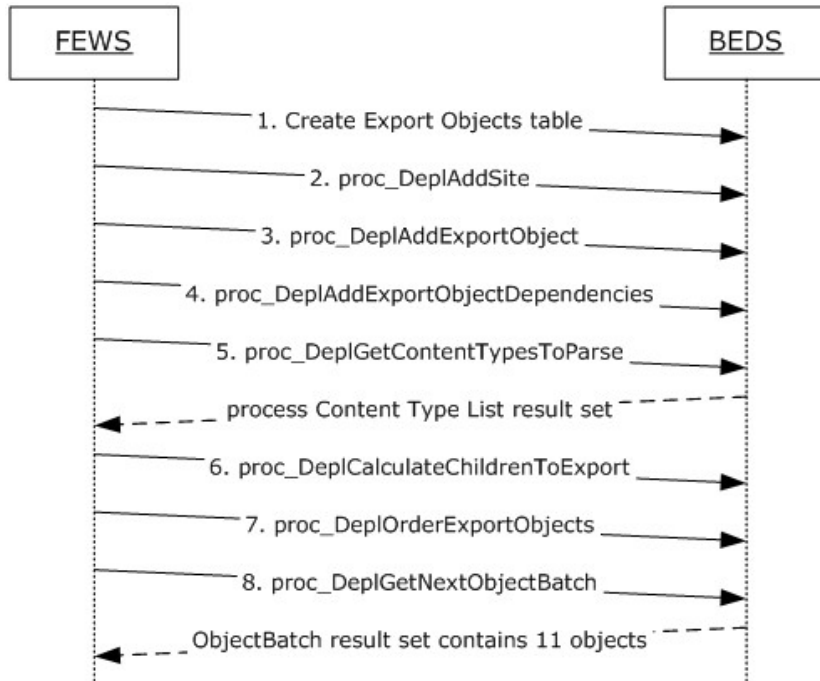 FEWS
BEDS
1. Create Export Objects table
2. proc_DeplAddSite
3. proc_DeplAddExportObject
4. proc_DeplAddExportObjectDependencies
5. proc_DeplGetContentTypesToParse
process Content Type List result set
6. proc_DeplCalculateChildrenToExport
7. proc_DeplOrderExportObjects
8. proc_DeplGetNextObjectBatch
ObjectBatch result set contains 11 objects